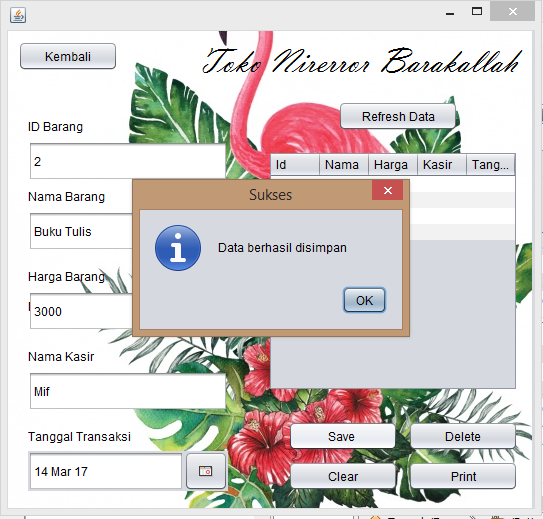 Kembali
Toko Nirerror Barakallah
Refresh Data
ID Barang
2
Id Nama Harga Kasir Tang...
Nama Barang
Buku Tulis
Sukses
Data berhasil disimpan
OK
Harga Barang
3000
Nama Kasir
Mif
Tanggal Transaksi
14 Mar 17
Save
Delete
Clear
Print